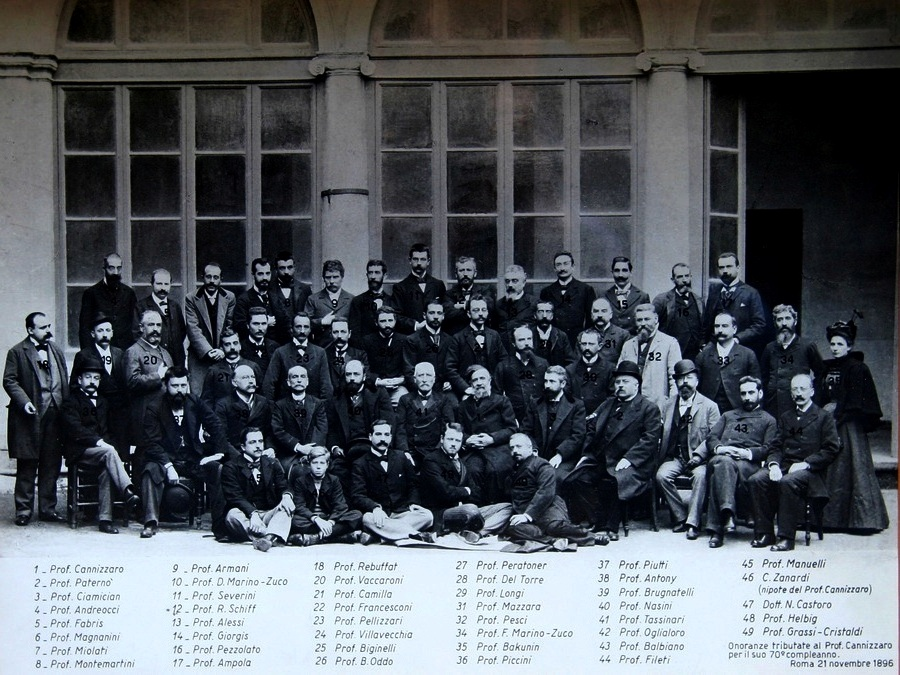 1 _ Prof. Cannizzaro
2 _ Prof. Paterno'
3 _ Prof. Ciamician
4 _ Prof. Andreocci
5 _ Prof. Fabris
6 _ Prof. Magnanini
7 _ Prof. Miolati
8 _ Prof. Montemartini
9 _ Prof. Armani
10 _ Prof. D. Marino-Zuco
11 _ Prof. Severini
*12 _ Prof. R. Schiff
13 _ Prof. Alessi
14 _ Prof. Giorgis
16 _ Prof. Pezzolato
17 _ Prof. Ampola
18 Prof. Rebuffat
20 Prof. Vaccaroni
21 Prof. Camilla
22 Prof. Francesconi
23 Prof. Pellizzari
24 Prof. Villavecchia
25 Prof. Biginelli
26 Prof. B. Oddo
27 Prof. Peratoner
28 Prof. Del Torre
29 Prof. Longi
31 Prof. Mazzara
32 Prof. Pesci
34 Prof. F. Marino-Zuco
35 Prof. Bakunin
36 Prof. Piccini
37 Prof. Piutti
38 Prof. Antony
39 Prof. Brugnatelli
40 Prof. Nasini
41 Prof. Tassinari
42 Prof. Oglialoro
43 Prof. Balbiano
44 Prof. Fileti
45 Prof. Manuelli
46 C. Zanardi
(nipote del Prof. Cannizzaro)
47 Dott. N. Castoro
48 Prof. Helbig
49 Prof. Grassi-Cristaldi
Onoranze tributate al Prof. Cannizzaro
per il suo 70º compleanno.
Roma 21 novembre 1896